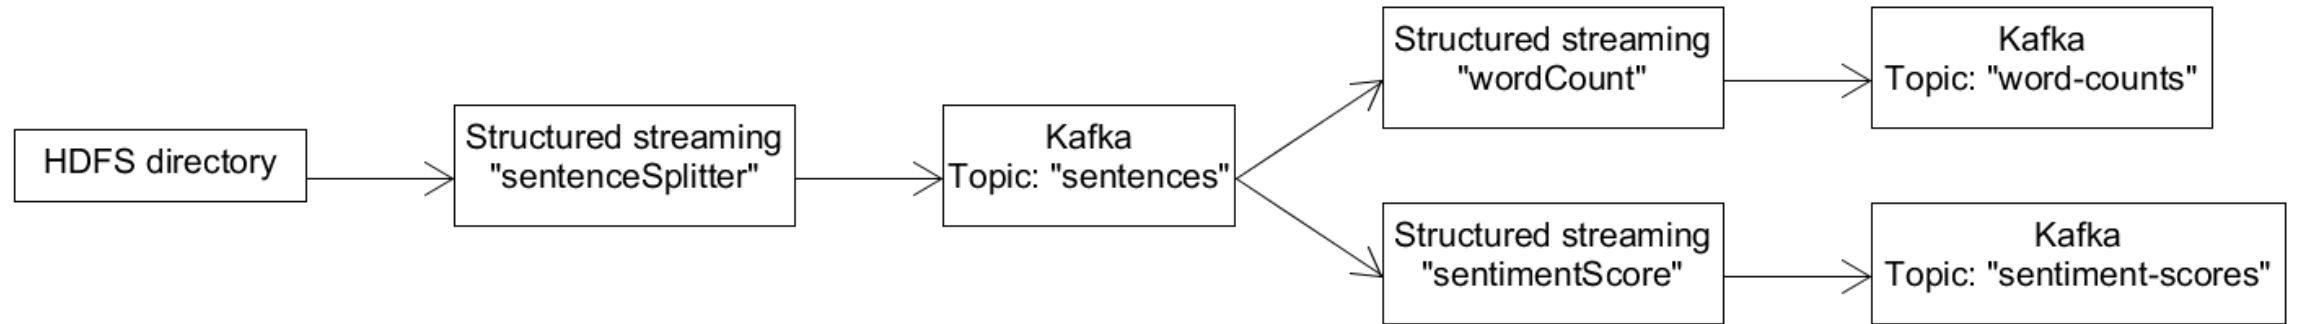 HDFS directory
Structured streaming
"sentenceSplitter"
Kafka
Topic: "sentences"
Structured streaming
"wordCount"
Kafka
Topic: "word-counts"
Structured streaming
"sentimentScore"
Kafka
Topic: "sentiment-scores"